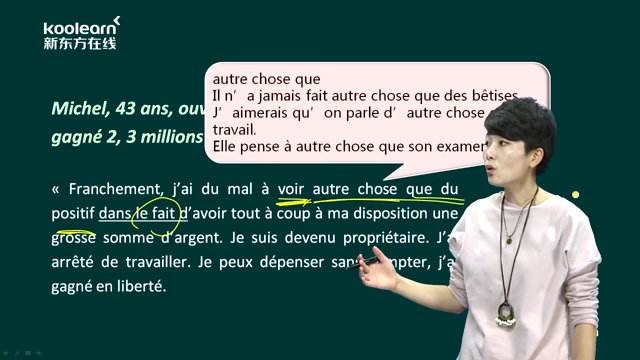 koolearn
新东方在线
autre chose que
Il n' a jamais fait autre chose que des bêtises
J' aimerais qu' on parle d' autre chose
travail.
Elle pense à autre chose que son examen
Michel, 43 ans,
gagné 2, 3 millions
« Franchement, j'ai du mal à voir autre chose que du
positif dans le fait d'avoir tout à coup à ma disposition une
grosse somme d'argent. Je suis devenu propriétaire. J'a
arrêté de travailler. Je peux dépenser j'a
gagné en liberté.